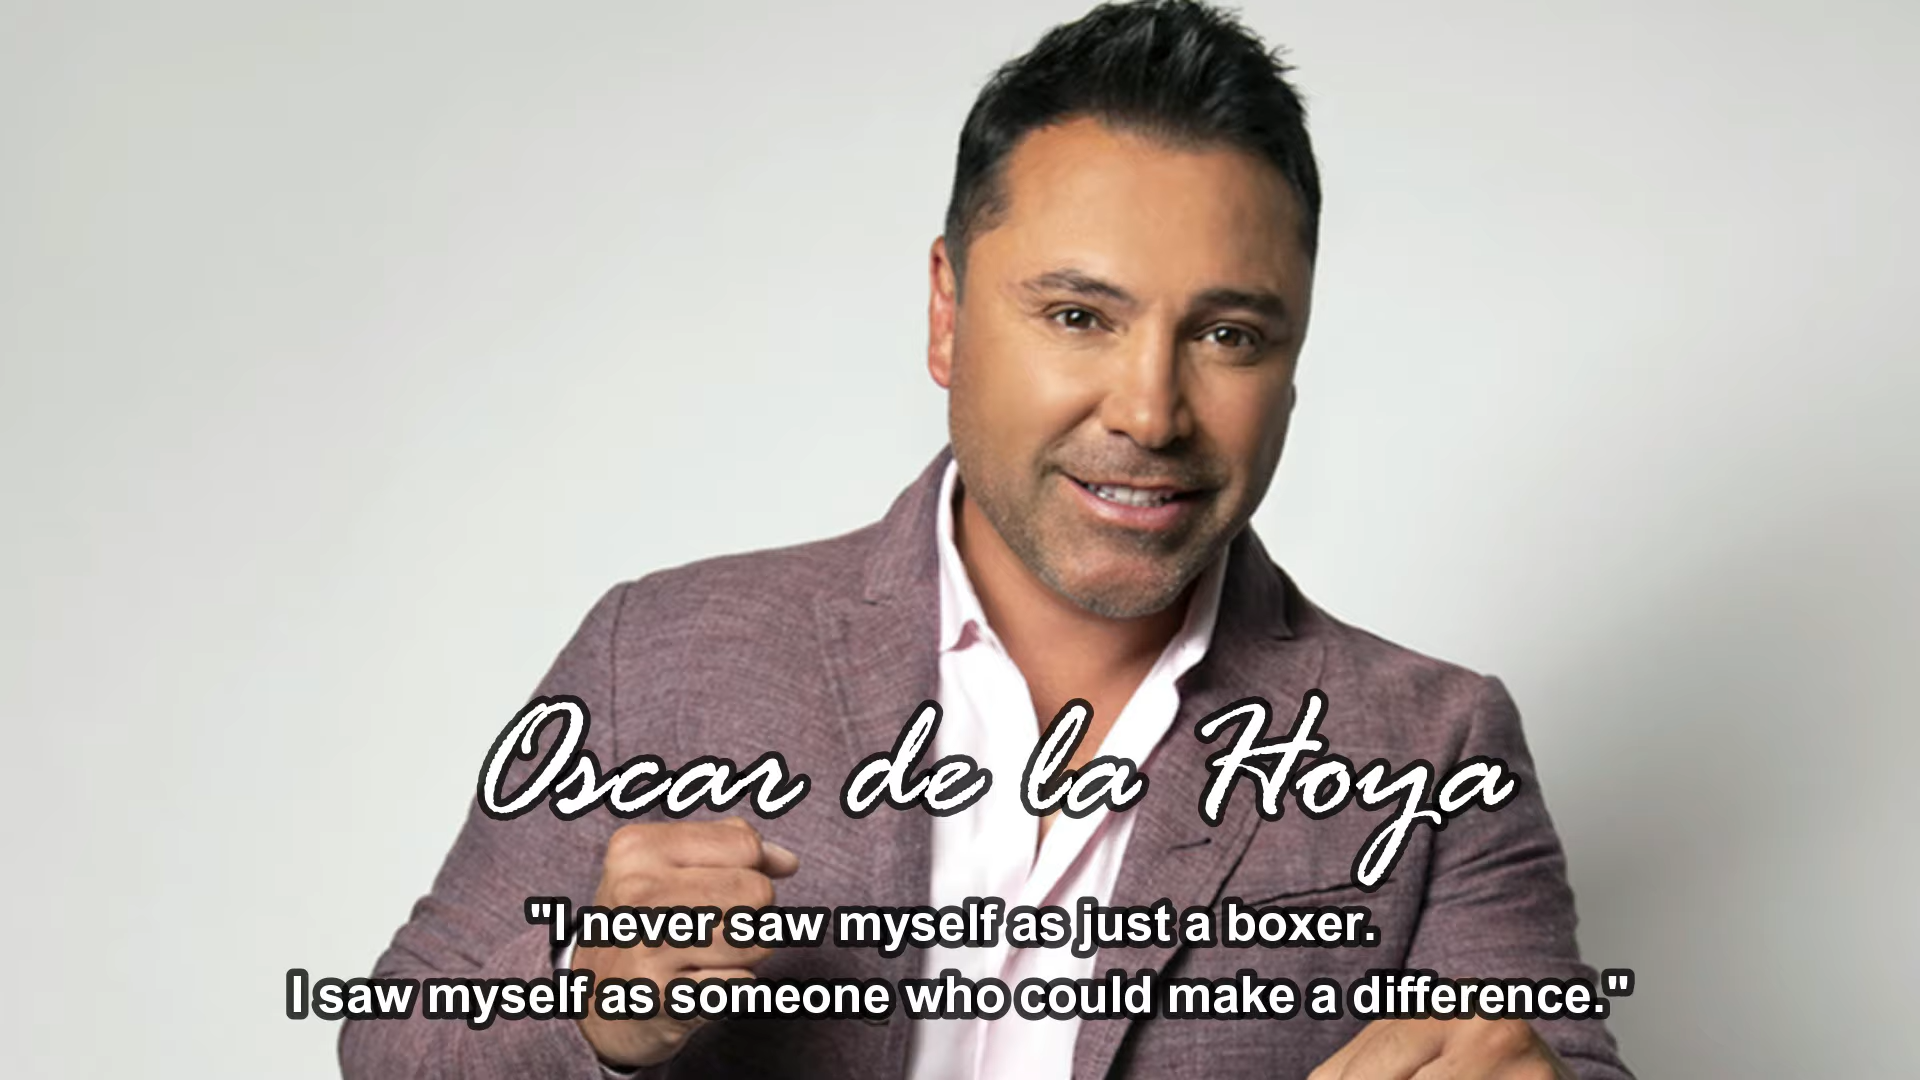 Oscar de la Hoya
"I never saw myself as just a boxer.
I saw myself as someone who could make a difference."